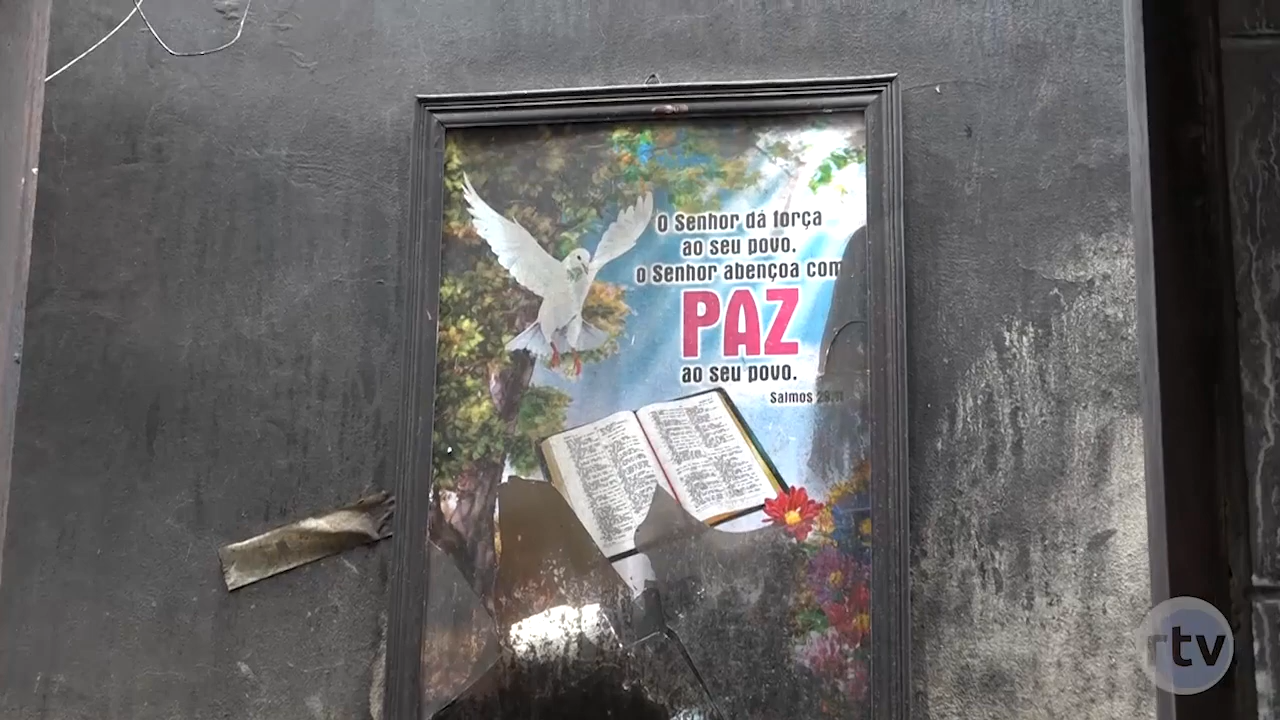 O Senhor dá força
ao seu povo.
o Senhor abençoa com
PAZ
ao seu povo.
Salmos
rtv